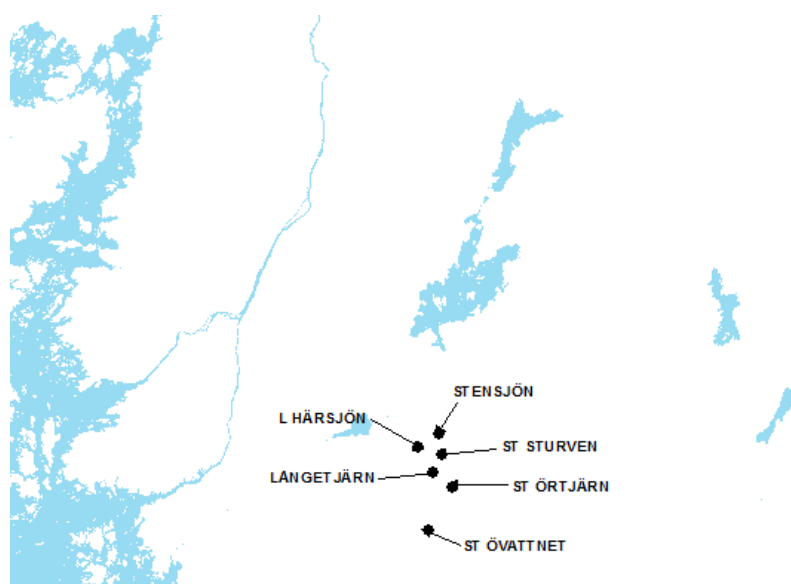 STENSJÖN
L HÄRSJÖN
ST STURVEN
LÅNGETJÄRN
ST ÖRTJÄRN
ST ÖVATTNET